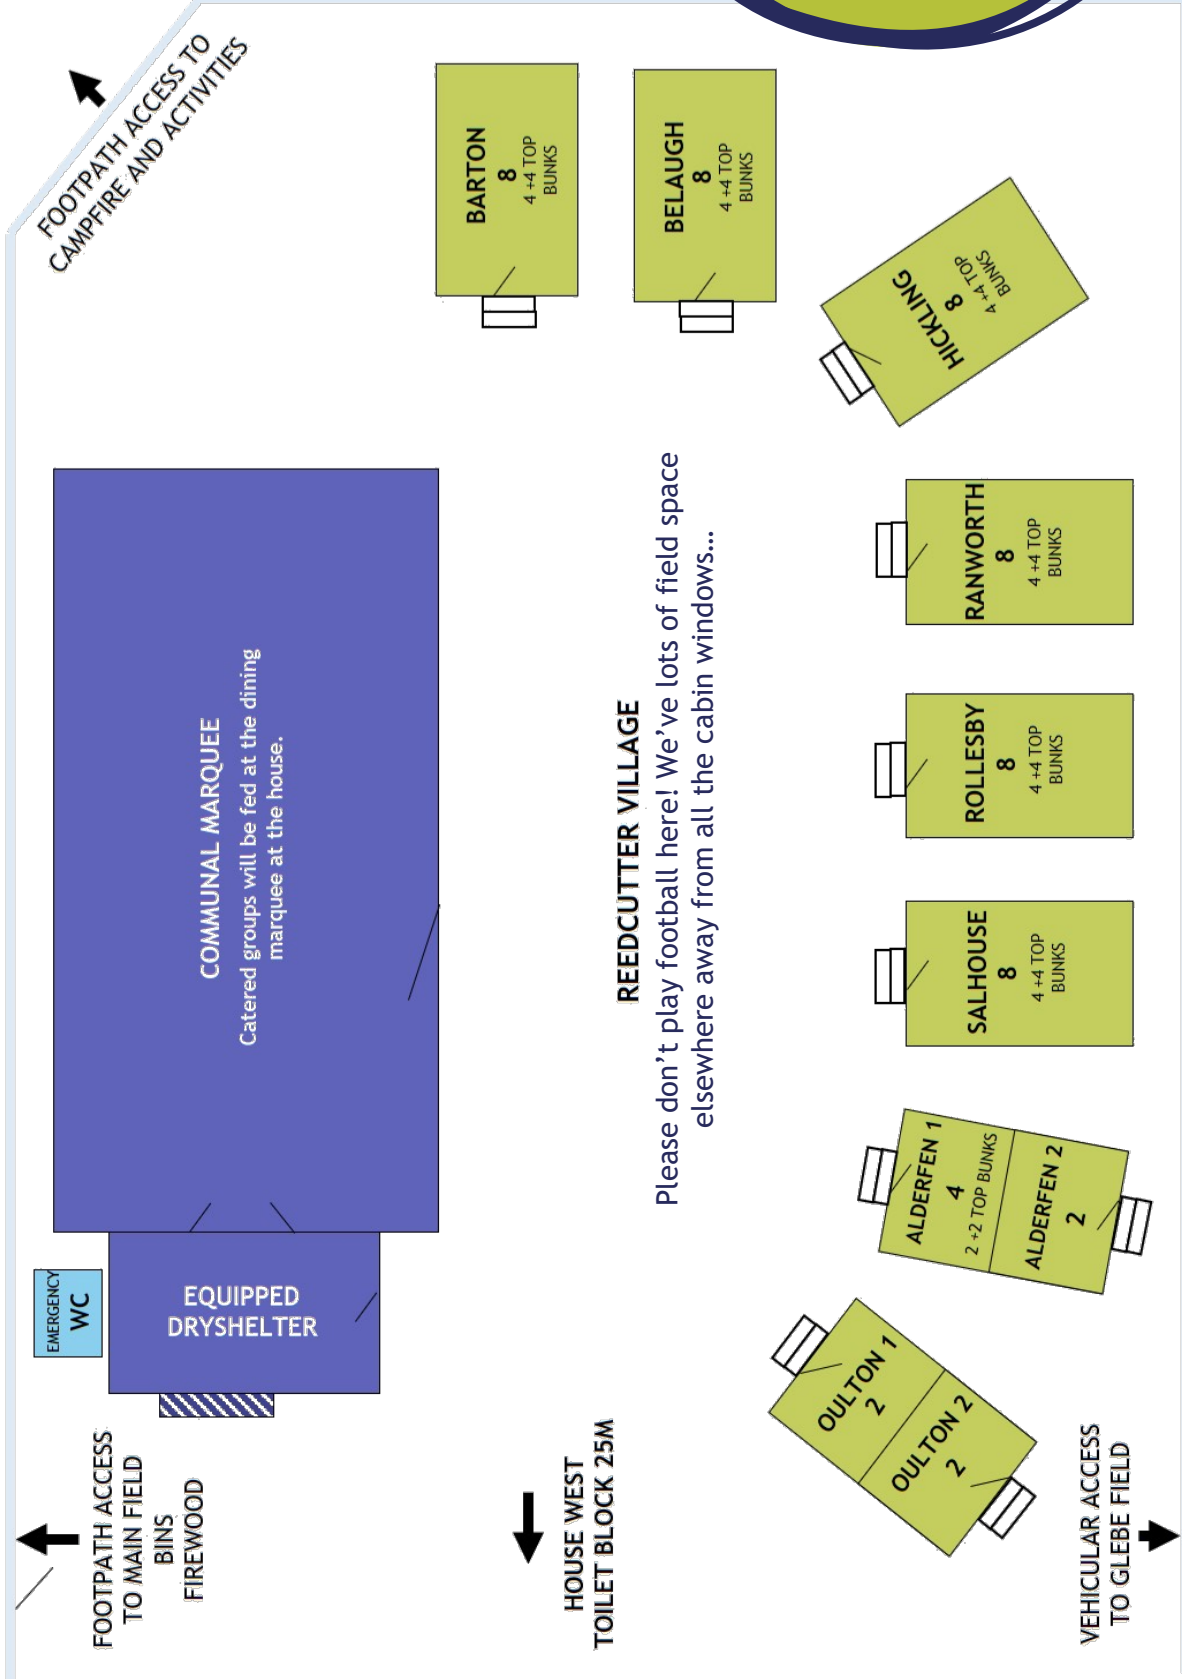 FOOTPATH ACCESS TO
CAMPFIRE AND ACTIVITIES
BARTON
8
4 +4 TOP
BUNKS
BELAUGH
8
4 +4 TOP
BUNKS
HICKLING
8
4 +4 TOP
BUNKS
RANWORTH
8
4 +4 TOP
BUNKS
ROLLESBY
8
4 +4 TOP
BUNKS
SALHOUSE
8
4 +4 TOP
BUNKS
ALDERFEN 1
4
2 +2 TOP BUNKS
ALDERFEN 2
2
OULTON 1
2
OULTON 2
2
COMMUNAL MARQUEE
Catered groups will be fed at the dining
marquee at the house.
REEDCUTTER VILLAGE
Please don't play football here! We've lots of field space
elsewhere away from all the cabin windows...
EMERGENCY
WC
EQUIPPED
DRYSHELTER
FOOTPATH ACCESS
TO MAIN FIELD
BINS
FIREWOOD
HOUSE WEST
TOILET BLOCK 25M
VEHICULAR ACCESS
TO GLEBE FIELD